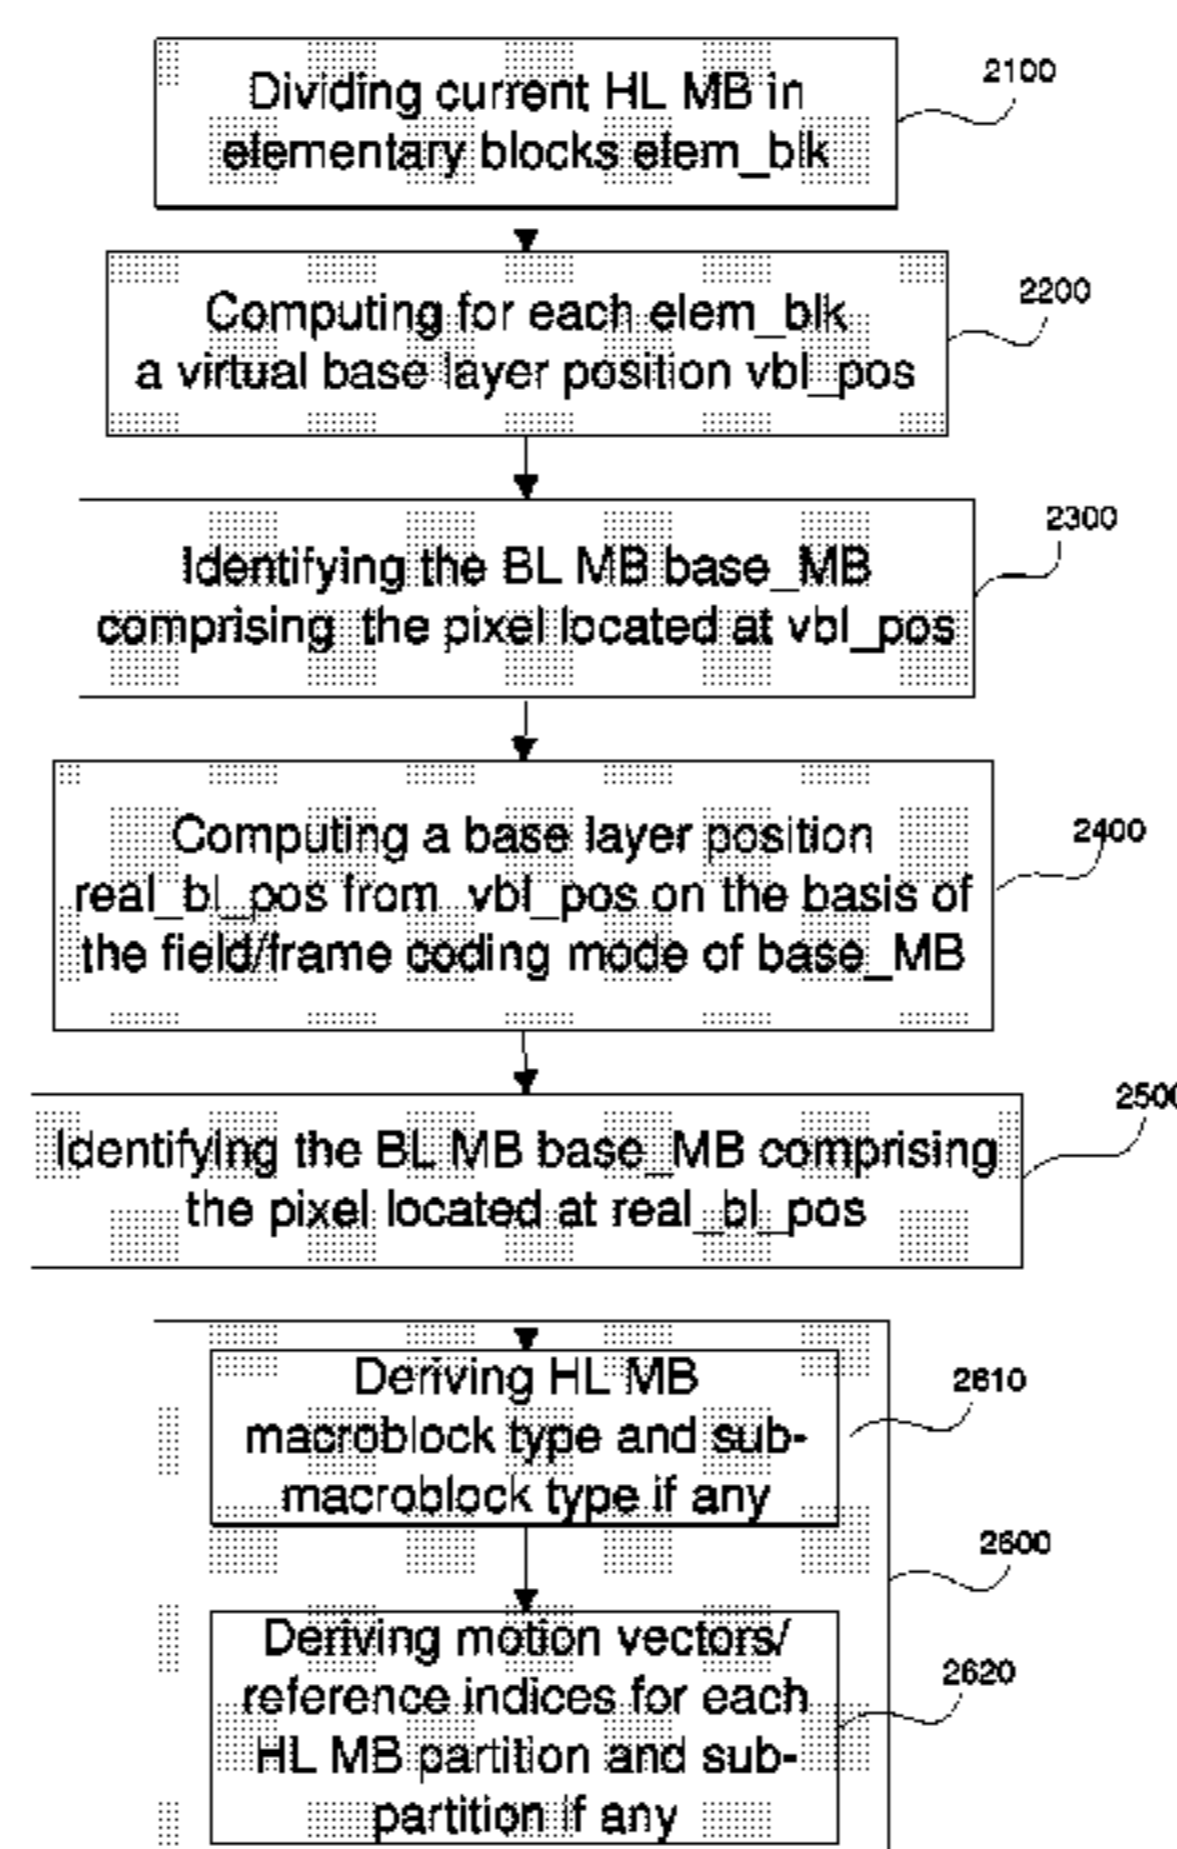 Dividing current HL MB in
elementary blocks elem_blk
2100
Computing for each elem_blk
a virtual base layer position vbl_pos
2200
Identifying the BL MB base_MB
comprising the pixel located at vbl_pos
2300
Computing a base layer position
real_bl_pos from vbl_pos on the basis of
the field/frame coding mode of base_MB
2400
Identifying the BL MB base_MB comprising
the pixel located at real_bl_pos
2500
Deriving HL MB
macroblock type and sub-
macroblock type if any
2610
2600
Deriving motion vectors/
reference indices for each
HL MB partition and sub-
partition if any
2620